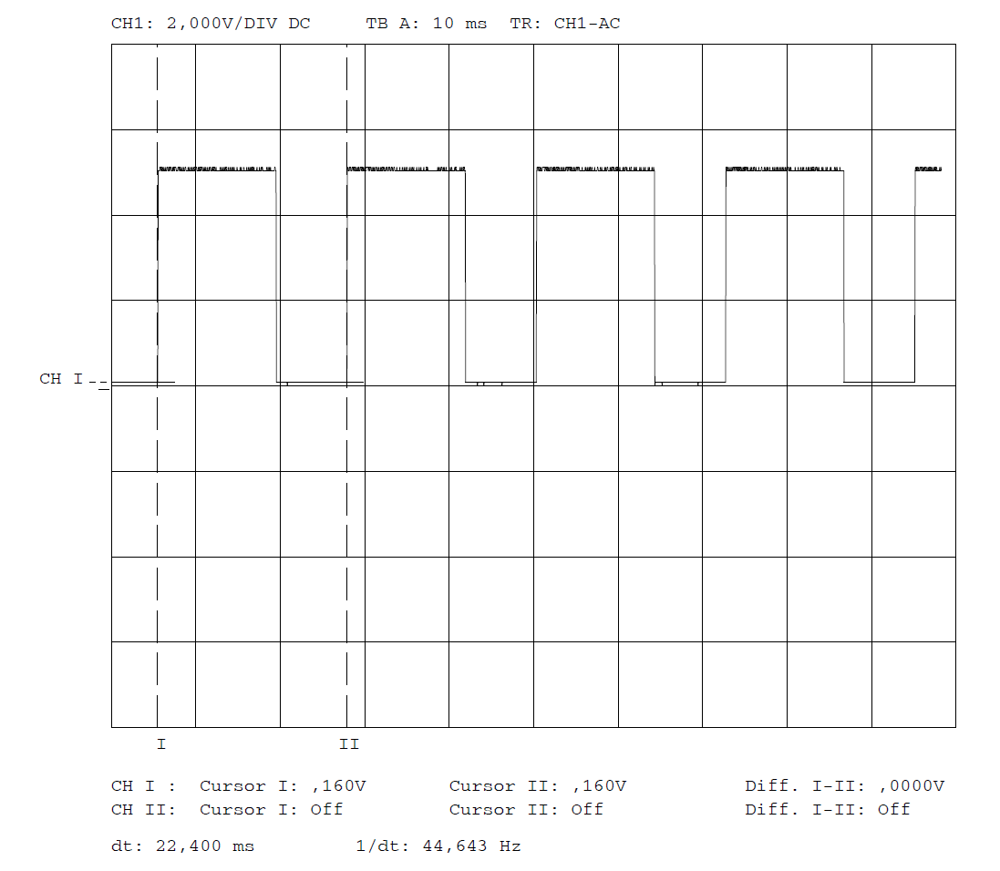 CH1: 2,000V/DIV DC TB A: 10 ms TR: CH1-AC
CH I
I II
CH I : Cursor I: ,160V Cursor II: ,160V Diff. I-II: ,0000V
CH II: Cursor I: Off Cursor II: Off Diff. I-II: Off
dt: 22,400 ms 1/dt: 44,643 Hz